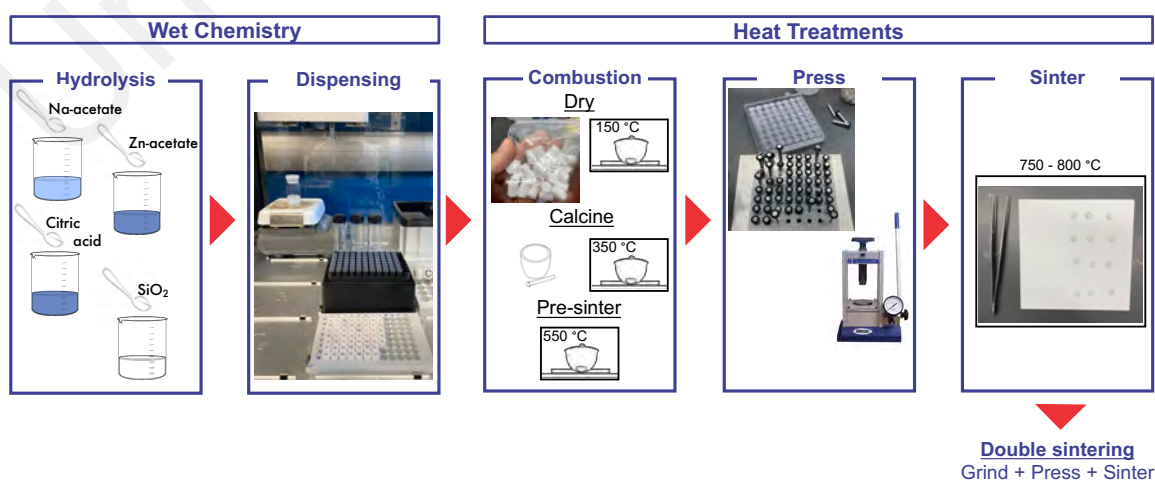 Wet Chemistry
Heat Treatments
Hydrolysis
Dispensing
Combustion
Press
Sinter
Na-acetate
Zn-acetate
Citric
acid
SiO₂
Dry
150 °C
Calcine
350 °C
Pre-sinter
550 °C
750 - 800 °C
Double sintering
Grind + Press + Sinter